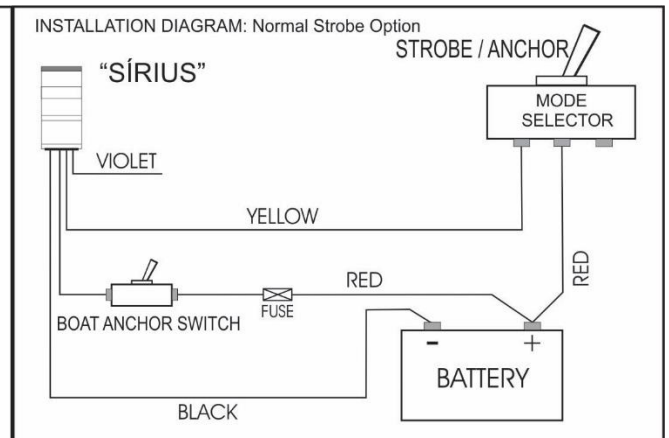 INSTALLATION DIAGRAM: Normal Strobe Option
STROBE / ANCHOR
“SÍRIUS”
MODE
SELECTOR
VIOLET
YELLOW
RED
RED
FUSE
BOAT ANCHOR SWITCH
- +
BATTERY
BLACK